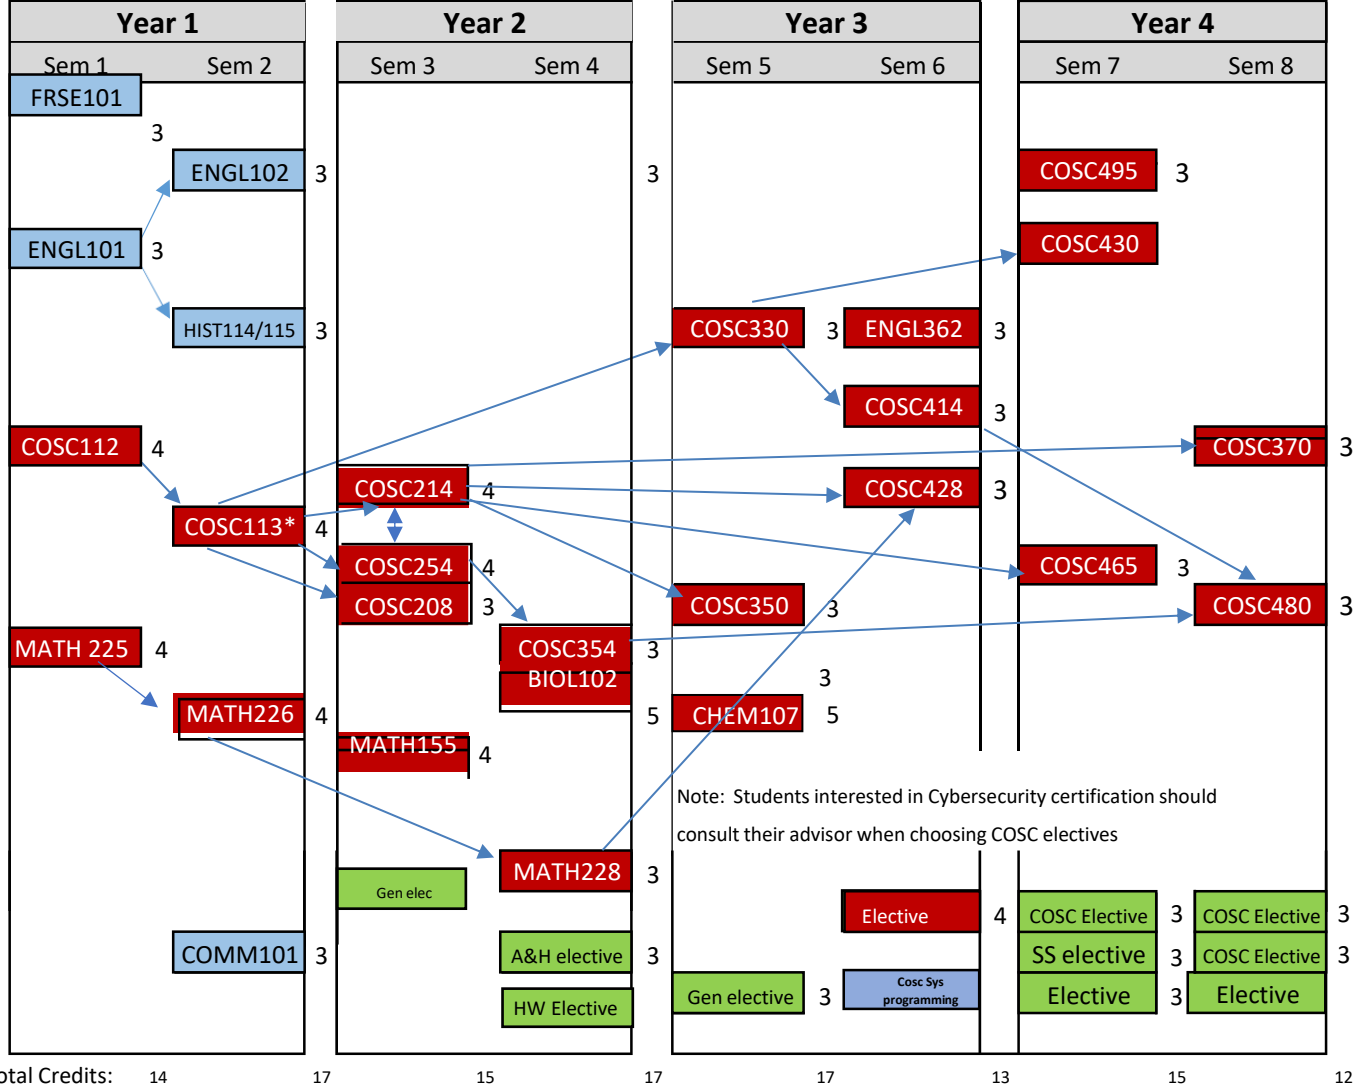 Year 1 Year 2 Year 3 Year 4
Sem 1 Sem 2 Sem 3 Sem 4 Sem 5 Sem 6 Sem 7 Sem 8
FRSE101
3
ENGL102 3 3 COSC495 3
ENGL101 3 COSC430
HIST114/115 3 COSC330 3 ENGL362 3
COSC414 3
COSC112 4 COSC370 3
COSC214 4 COSC428 3
COSC113* 4
COSC254 4 COSC465 3
COSC208 3 COSC350 3 COSC480 3
MATH 225 4 COSC354 3
BIOL102 3
MATH226 4 5 CHEM107 5
MATH155 4
Note: Students interested in Cybersecurity certification should
consult their advisor when choosing COSC electives
MATH228 3
Gen elec
Elective 4 COSC Elective 3 COSC Elective 3
COMM101 3 A&H elective 3 SS elective 3 COSC Elective 3
HW Elective Gen elective 3 Cosc Sys Elective 3 Elective
programming
otal Credits: 14 17 15 17 17 13 15 12